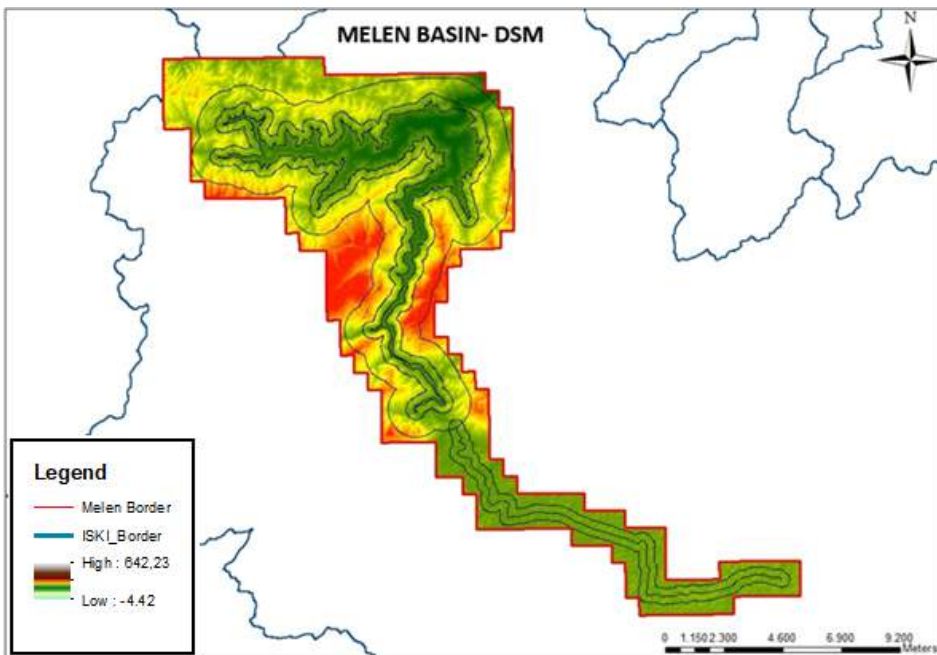 MELEN BASIN- DSM
N
Legend
Melen Border
ISKI_Border
High : 642,23
Low : -4.42
0 1.150 2.300 4.600 6.900 9.200
Meters